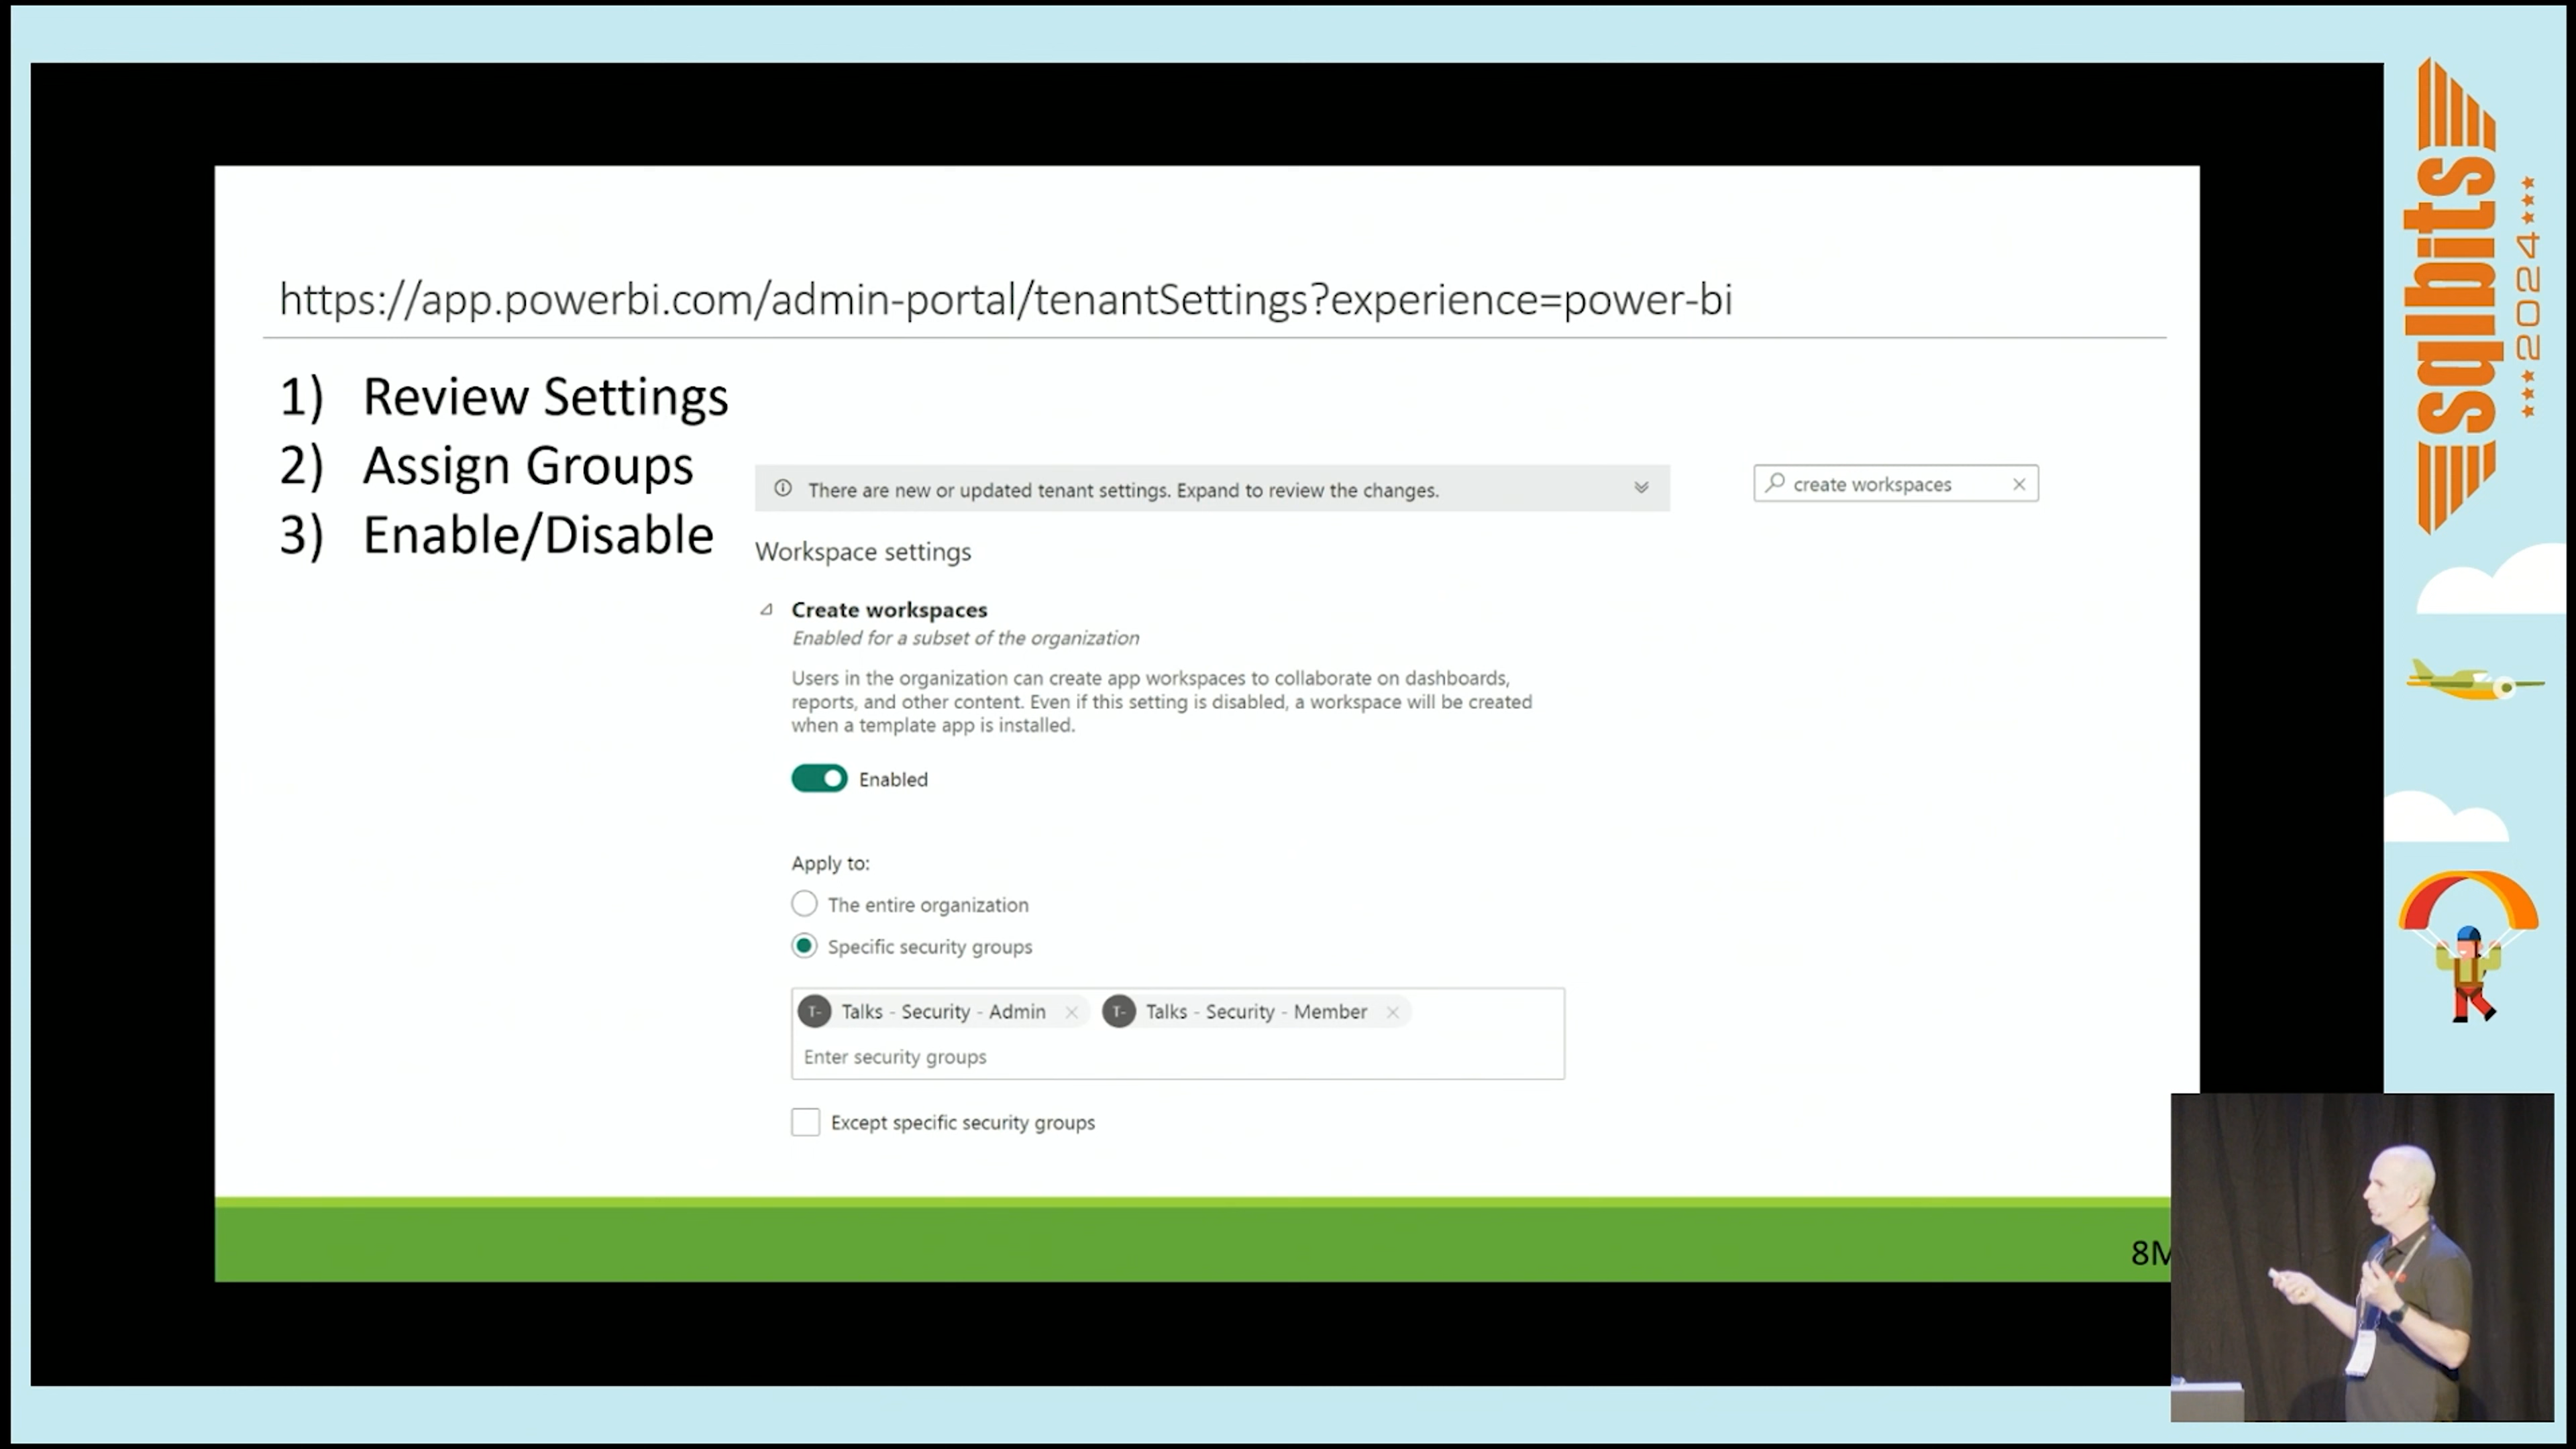 https://app.powerbi.com/admin-portal/tenantSettings?experience=power-bi
1) Review Settings
2) Assign Groups
3) Enable/Disable
There are new or updated tenant settings. Expand to review the changes.
create workspaces
Workspace settings
Create workspaces
Enabled for a subset of the organization
Users in the organization can create app workspaces to collaborate on dashboards,
reports, and other content. Even if this setting is disabled, a workspace will be created
when a template app is installed.
Enabled
Apply to:
The entire organization
Specific security groups
T- Talks - Security - Admin T- Talks - Security - Member
Enter security groups
Except specific security groups
8M
sqlbits
2024